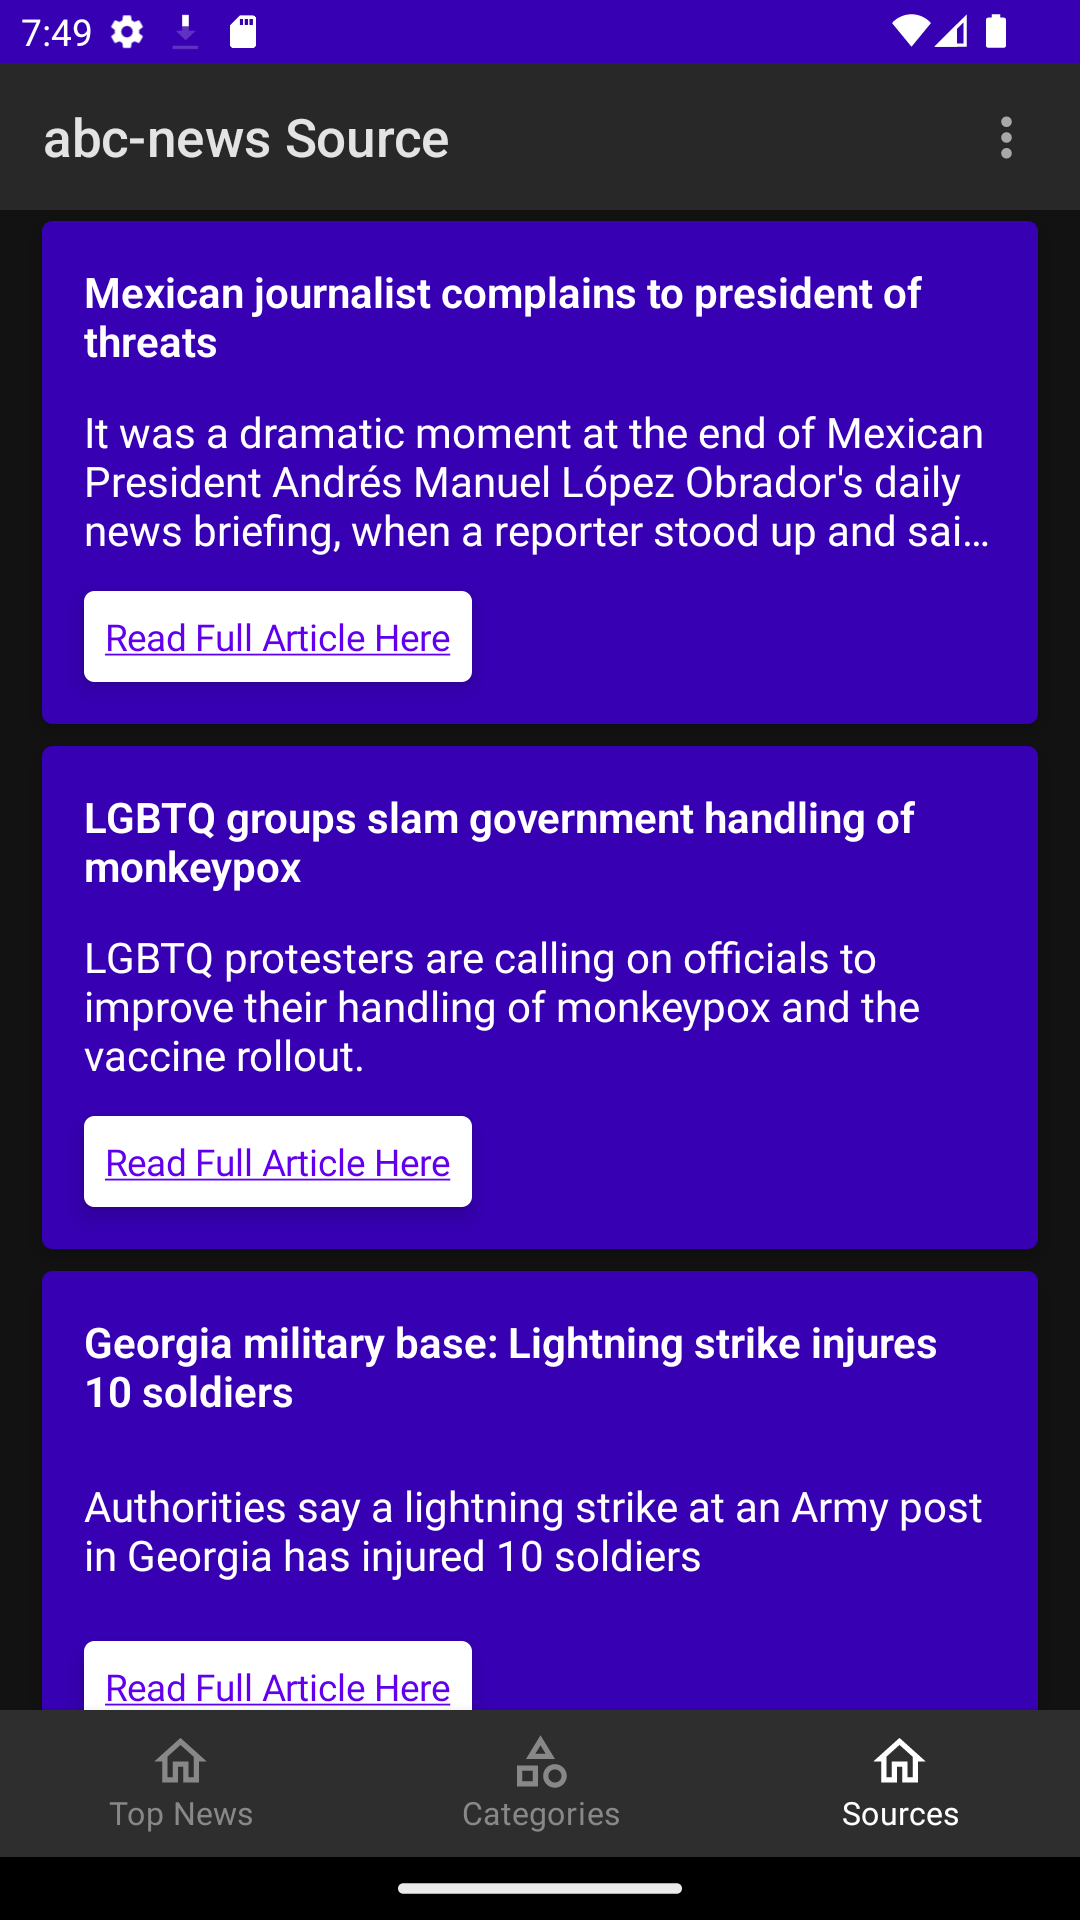 7:49
abc-news Source
Mexican journalist complains to president of
threats
It was a dramatic moment at the end of Mexican
President Andrés Manuel López Obrador's daily
news briefing, when a reporter stood up and sai…
Read Full Article Here
LGBTQ groups slam government handling of
monkeypox
LGBTQ protesters are calling on officials to
improve their handling of monkeypox and the
vaccine rollout.
Read Full Article Here
Georgia military base: Lightning strike injures
10 soldiers
Authorities say a lightning strike at an Army post
in Georgia has injured 10 soldiers
Read Full Article Here
Top News
Categories
Sources